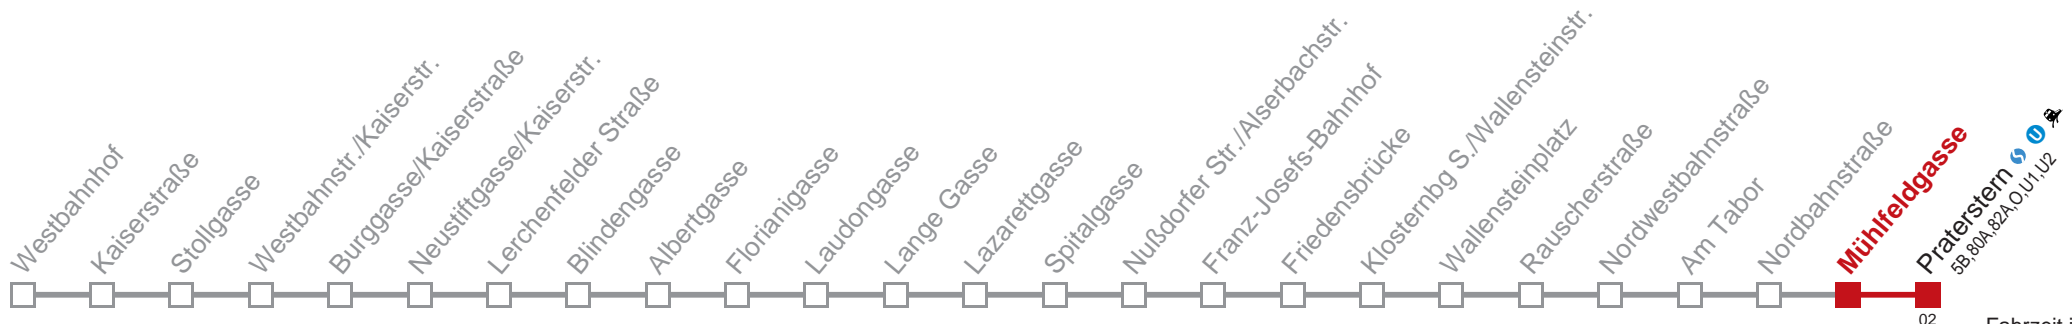 Westbahnhof
Kaiserstraße
Stollgasse
Westbahnstr./Kaiserstr.
Burggasse/Kaiserstraße
Neustiftgasse/Kaiserstr.
Lerchenfelder Straße
Blindengasse
Albertgasse
Florianigasse
Laudongasse
Lange Gasse
Lazarettgasse
Spitalgasse
Nußdorfer Str./Alserbachstr.
Franz-Josefs-Bahnhof
Friedensbrücke
Klosternbg S./Wallensteinstr.
Wallensteinplatz
Rauscherstraße
Nordwestbahnstraße
Am Tabor
Nordbahnstraße
Mühlfeldgasse
Praterstern S U
5B,80A,82A,O,U1,U2
02